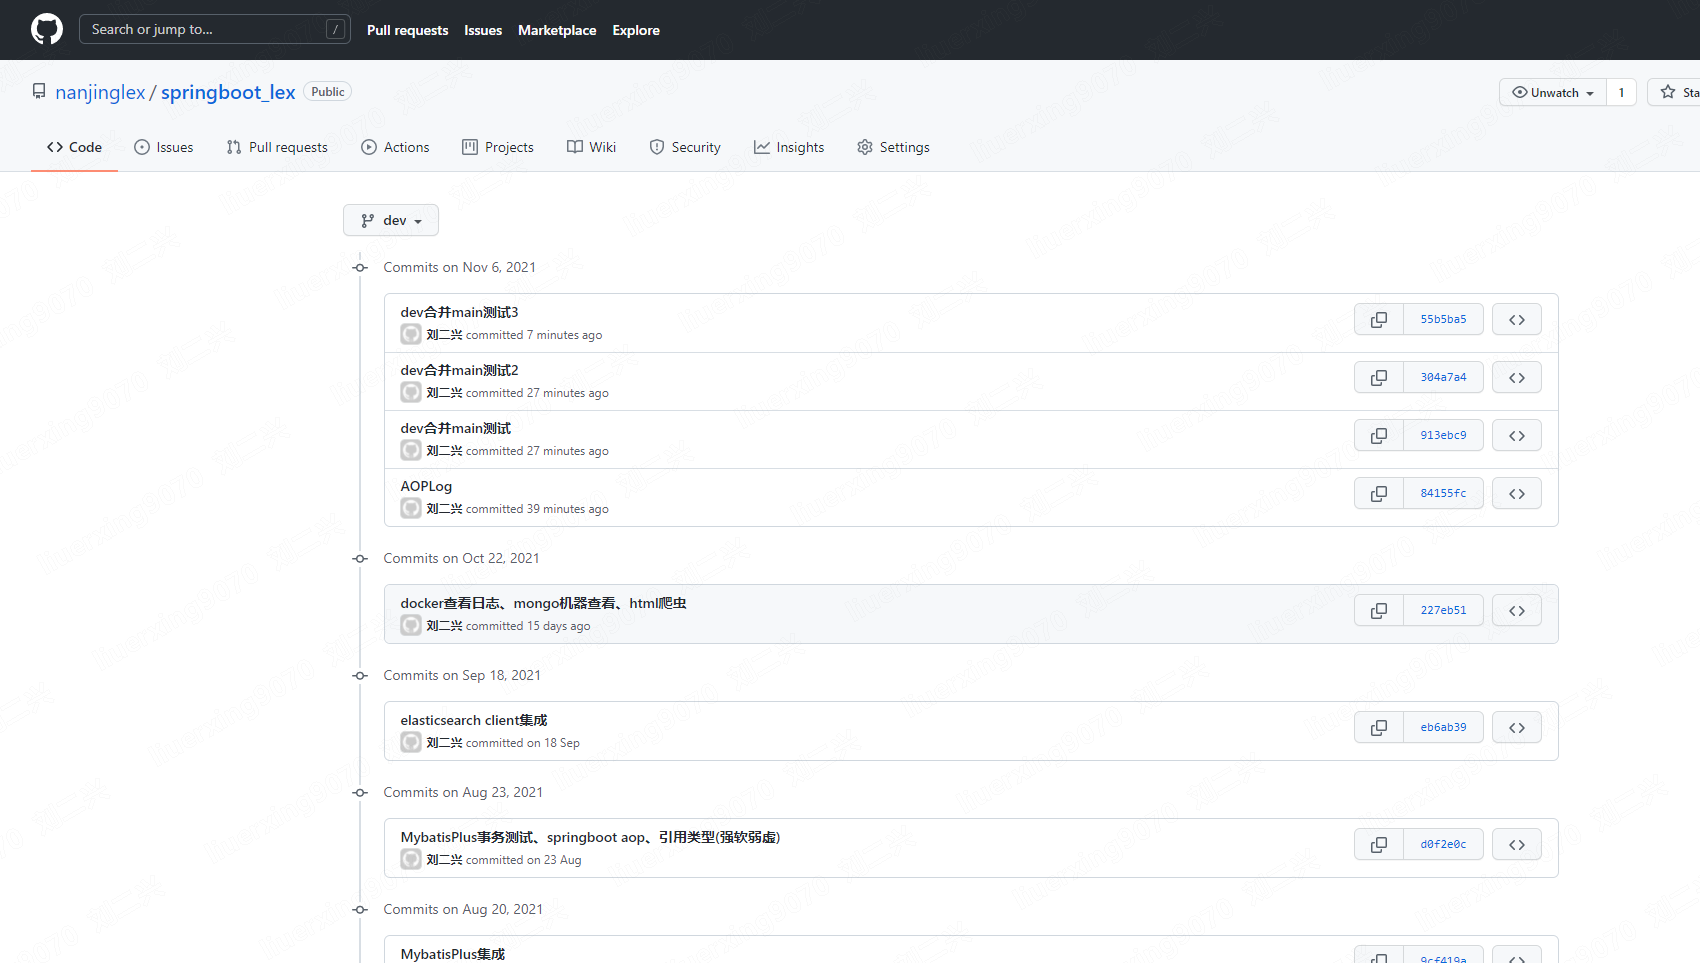 Search or jump to... /
Pull requests Issues Marketplace Explore
nanjinglex / springboot_lex Public
Unwatch 1 Sta
Code Issues Pull requests Actions Projects Wiki Security Insights Settings
dev
Commits on Nov 6, 2021
dev合并main测试3
刘二兴 committed 7 minutes ago
55b5ba5
dev合并main测试2
刘二兴 committed 27 minutes ago
304a7a4
dev合并main测试
刘二兴 committed 27 minutes ago
913ebc9
AOPLog
刘二兴 committed 39 minutes ago
84155fc
Commits on Oct 22, 2021
docker查看日志、mongo机器查看、html爬虫
刘二兴 committed 15 days ago
227eb51
Commits on Sep 18, 2021
elasticsearch client集成
刘二兴 committed on 18 Sep
eb6ab39
Commits on Aug 23, 2021
MybatisPlus事务测试、springboot aop、引用类型(强软弱虚)
刘二兴 committed on 23 Aug
d0f2e0c
Commits on Aug 20, 2021
MybatisPlus集成
9cf419a